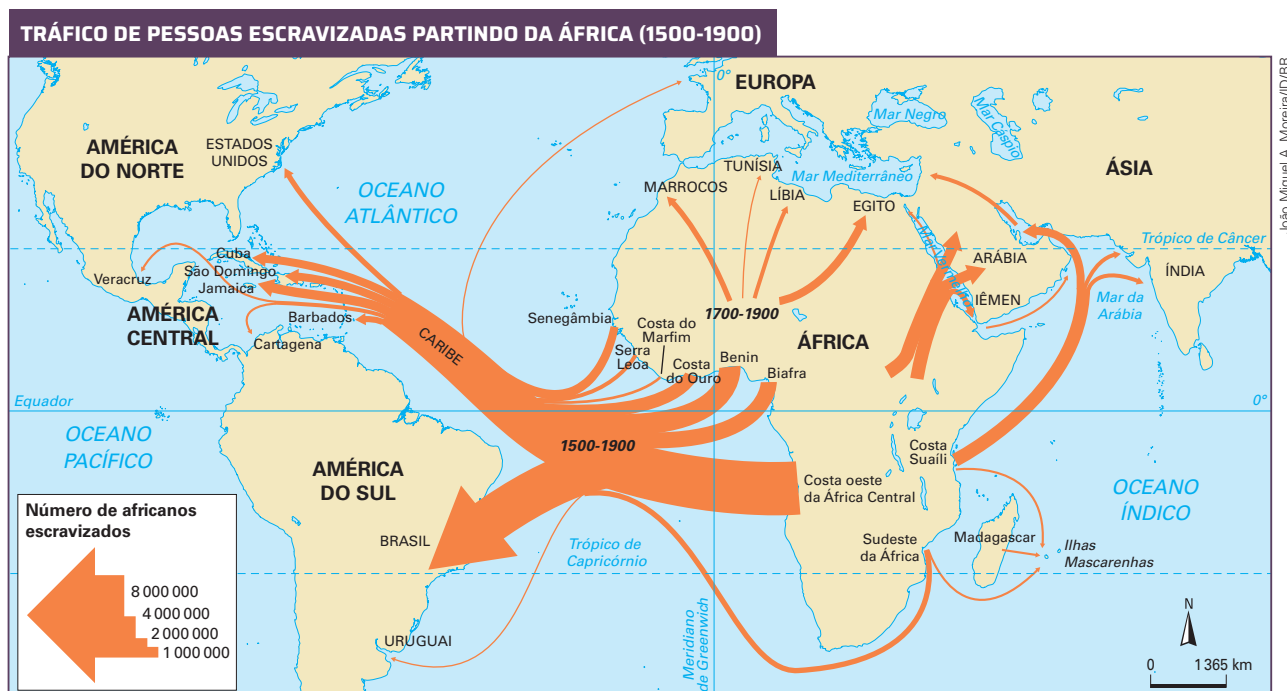 TRÁFICO DE PESSOAS ESCRAVIZADAS PARTINDO DA ÁFRICA (1500-1900)
João Miguel A. Moreira/ID/BR
0°
EUROPA
Mar Negro
Mar Cáspio
AMÉRICA
DO NORTE
ESTADOS
UNIDOS
OCEANO
ATLÂNTICO
MARROCOS
TUNÍSIA
Mar Mediterrâneo
LÍBIA
EGITO
ÁSIA
Trópico de Câncer
Cuba
Veracruz
São Domingo
Jamaica
AMÉRICA
CENTRAL
Barbados
Cartagena
CARIBE
Senegâmbia
Serra
Leoa
Costa do
Marfim
Costa
do Ouro
Benin
Biafra
1700-1900
ÁFRICA
Mar Vermelho
ARÁBIA
IÊMEN
ÍNDIA
Mar da
Arábia
Equador
0°
OCEANO
PACÍFICO
AMÉRICA
DO SUL
1500-1900
Costa oeste
da África Central
Costa
Suaíli
OCEANO
ÍNDICO
BRASIL
Trópico de
Capricórnio
Sudeste
da África
Madagascar
Ilhas
Mascarenhas
URUGUAI
Meridiano
de Greenwich
Número de africanos
escravizados
8 000 000
4 000 000
2 000 000
1 000 000
N
0 1 365 km